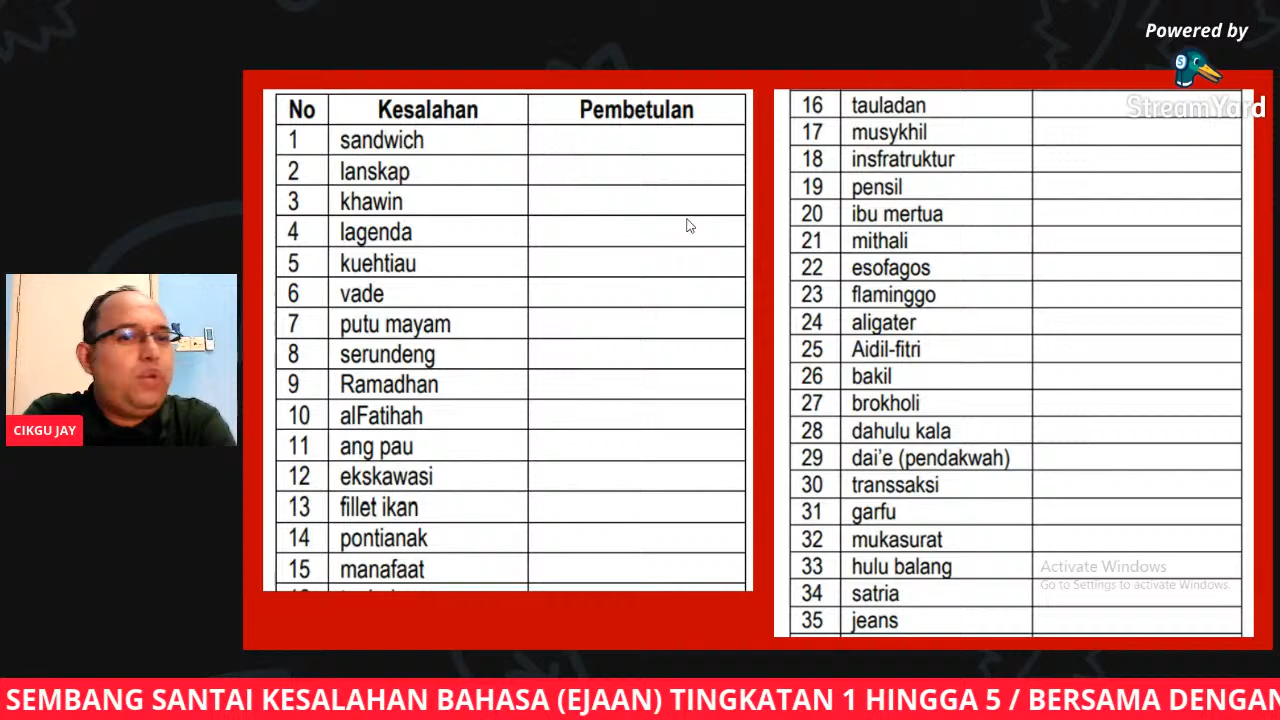 Powered by
StreamYard
No Kesalahan Pembetulan
1 sandwich
2 lanskap
3 khawin
4 lagenda
5 kuehtiau
6 vade
7 putu mayam
8 serundeng
9 Ramadhan
10 alFatihah
11 ang pau
12 ekskawasi
13 fillet ikan
14 pontianak
15 manafaat
16 tauladan
17 musykhil
18 insfratruktur
19 pensil
20 ibu mertua
21 mithali
22 esofagos
23 flaminggo
24 aligater
25 Aidil-fitri
26 bakil
27 brokholi
28 dahulu kala
29 dai'e (pendakwah)
30 transsaksi
31 garfu
32 mukasurat
33 hulu balang
34 satria
35 jeans
Activate Windows
Go to Settings to activate Windows.
CIKGU JAY
SEMBANG SANTAI KESALAHAN BAHASA (EJAAN) TINGKATAN 1 HINGGA 5 / BERSAMA DENGAN